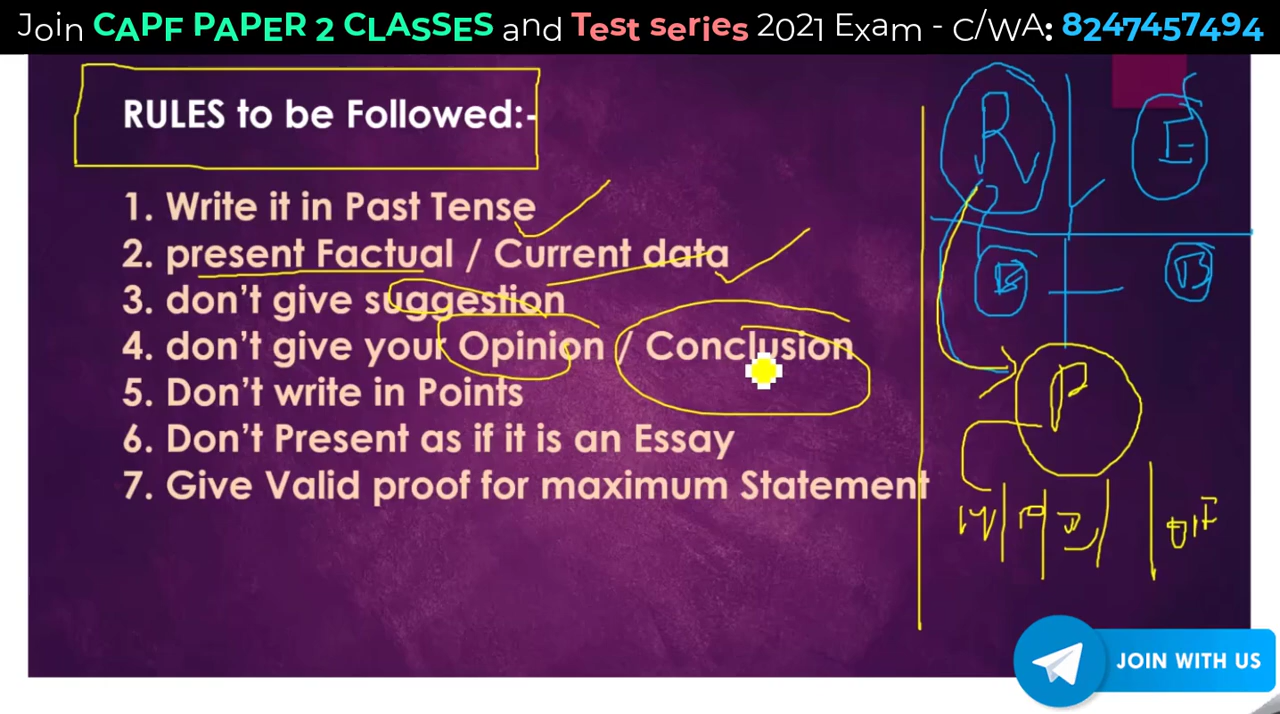 Join CAPF PAPER 2 CLASSES and Test series 2021 Exam - C/WA: 8247457494
RULES to be Followed:-
1. Write it in Past Tense
2. present Factual / Current data
3. don't give suggestion
4. don't give your Opinion / Conclusion
5. Don't write in Points
6. Don't Present as if it is an Essay
7. Give Valid proof for maximum Statement
R
E
B
B
P
JOIN WITH US